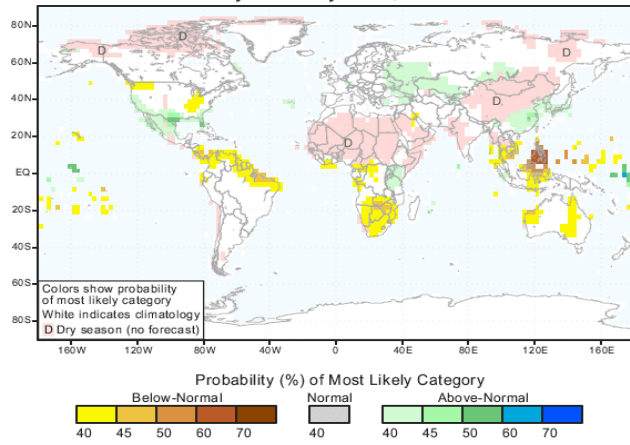 80N
60N
40N
20N
EQ
20S
40S
60S
80S
D
D
D
D
D
Colors show probability
of most likely category
White indicates climatology
D Dry season (no forecast)
160W 120W 80W 40W 0 40E 80E 120E 160E
Probability (%) of Most Likely Category
Below-Normal Normal Above-Normal
40 45 50 60 70 40 40 45 50 60 70